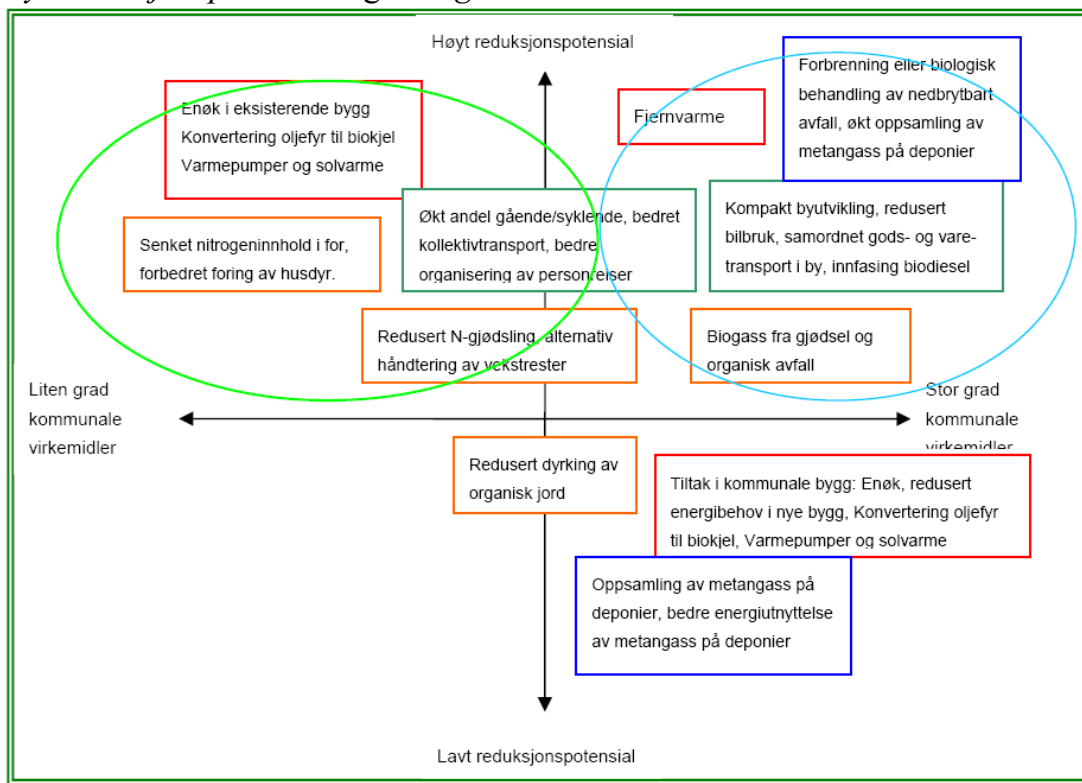 Høyt reduksjonspotensial
Enøk i eksisterende bygg
Konvertering oljefyr til biokjel
Varmepumper og solvarme
Fjernvarme
Forbrenning eller biologisk
behandling av nedbrytbart
avfall, økt oppsamling av
metangass på deponier
Senket nitrogeninnhold i for,
forbedret foring av husdyr.
Økt andel gående/syklende, bedret
kollektivtransport, bedre
organisering av personreiser
Kompakt byutvikling, redusert
bilbruk, samordnet gods- og vare-
transport i by, innfasing biodiesel
Redusert N-gjødsling, alternativ
håndtering av vekstrester
Biogass fra gjødsel og
organisk avfall
Liten grad
kommunale
virkemidler
Stor grad
kommunale
virkemidler
Redusert dyrking av
organisk jord
Tiltak i kommunale bygg: Enøk, redusert
energibehov i nye bygg, Konvertering oljefyr
til biokjel, Varmepumper og solvarme
Oppsamling av metangass på
deponier, bedre energiutnyttelse
av metangass på deponier
Lavt reduksjonspotensial